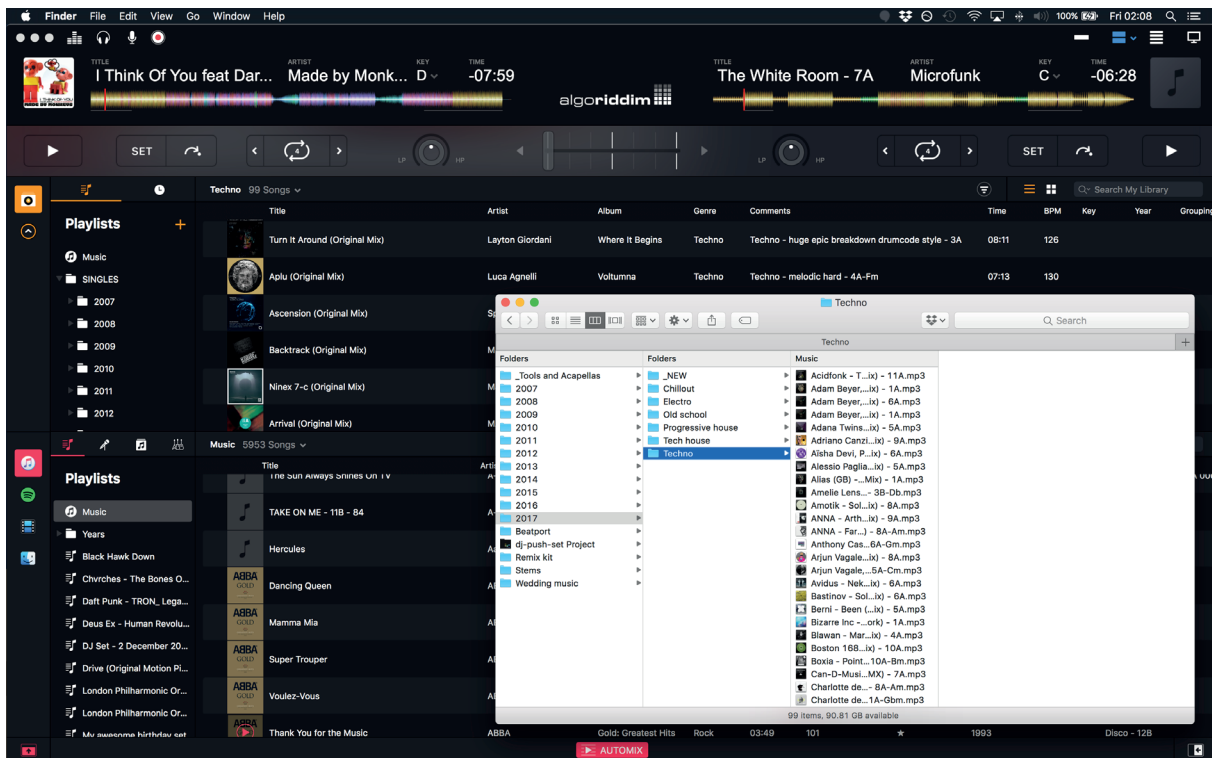 Finder File Edit View Go Window Help 100% Fri 02:08
TITLE ARTIST KEY TIME TITLE ARTIST KEY TIME
I Think Of You feat Dar... Made by Monk... D -07:59 The White Room - 7A Microfunk C -06:28
algoriddim
SET 4 LP HP LP HP 4 SET
Techno 99 Songs Search My Library
Title Artist Album Genre Comments Time BPM Key Year Grouping
Playlists +
Turn It Around (Original Mix) Layton Giordani Where It Begins Techno Techno - huge epic breakdown drumcode style - 3A 08:11 126
Music
Aplu (Original Mix) Luca Agnelli Voltumna Techno Techno - melodic hard - 4A-Fm 07:13 130
SINGLES
2007
Ascension (Original Mix)
2008
2009
Backtrack (Original Mix)
2010
Ninex 7-c (Original Mix)
2011
2012
Arrival (Original Mix)
Music 5953 Songs
Title
Playlists
The Sun Always Shines On TV
Music
TAKE ON ME - 11B - 84
Years
Hercules
Black Hawk Down
Chvrches - The Bones O...
ABBA
GOLD
Dancing Queen
Daft Punk - TRON_ Lega...
Deus Ex - Human Revolu...
ABBA
GOLD
Mamma Mia
DJ Set - 2 December 20...
ABBA
GOLD
Super Trouper
Drive (Original Motion Pi...
London Philharmonic Or...
ABBA
GOLD
Voulez-Vous
London Philharmonic Or...
My awesome birthday set
ABBA
Thank You for the Music ABBA Gold: Greatest Hits Rock 03:49 101 ★ 1993 Disco - 12B
AUTOMIX
Techno
Search
Techno
Folders Folders Music
_Tools and Acapellas _NEW Acidfonk - T...ix) - 11A.mp3
2007 Chillout Adam Beyer,...ix) - 1A.mp3
2008 Electro Adam Beyer,...ix) - 6A.mp3
2009 Old school Adam Beyer,...ix) - 1A.mp3
2010 Progressive house Adana Twins...ix) - 5A.mp3
2011 Tech house Adriano Canzi...ix) - 9A.mp3
2012 Techno Aïsha Devi, P...ix) - 6A.mp3
2013 Alessio Paglia...ix) - 5A.mp3
2014 Alias (GB) -...Mix) - 1A.mp3
2015 Amelie Lens... - 3B-Db.mp3
2016 Amotik - Sol...ix) - 8A.mp3
2017 ANNA - Arth...ix) - 9A.mp3
Beatport ANNA - Far...) - 8A-Am.mp3
dj-push-set Project Anthony Cas...6A-Gm.mp3
Remix kit Arjun Vagale...ix) - 8A.mp3
Stems Arjun Vagale,...5A-Cm.mp3
Wedding music Avidus - Nek...ix) - 6A.mp3
Bastinov - Sol...ix) - 6A.mp3
Berni - Been (...ix) - 5A.mp3
Bizarre Inc -...ork) - 1A.mp3
Blawan - Mar...ix) - 4A.mp3
Boston 168...ix) - 10A.mp3
Boxia - Point...10A-Bm.mp3
Can-D-Musi...MX) - 7A.mp3
Charlotte de... - 8A-Am.mp3
Charlotte de...1A-Gbm.mp3
99 items, 90.81 GB available